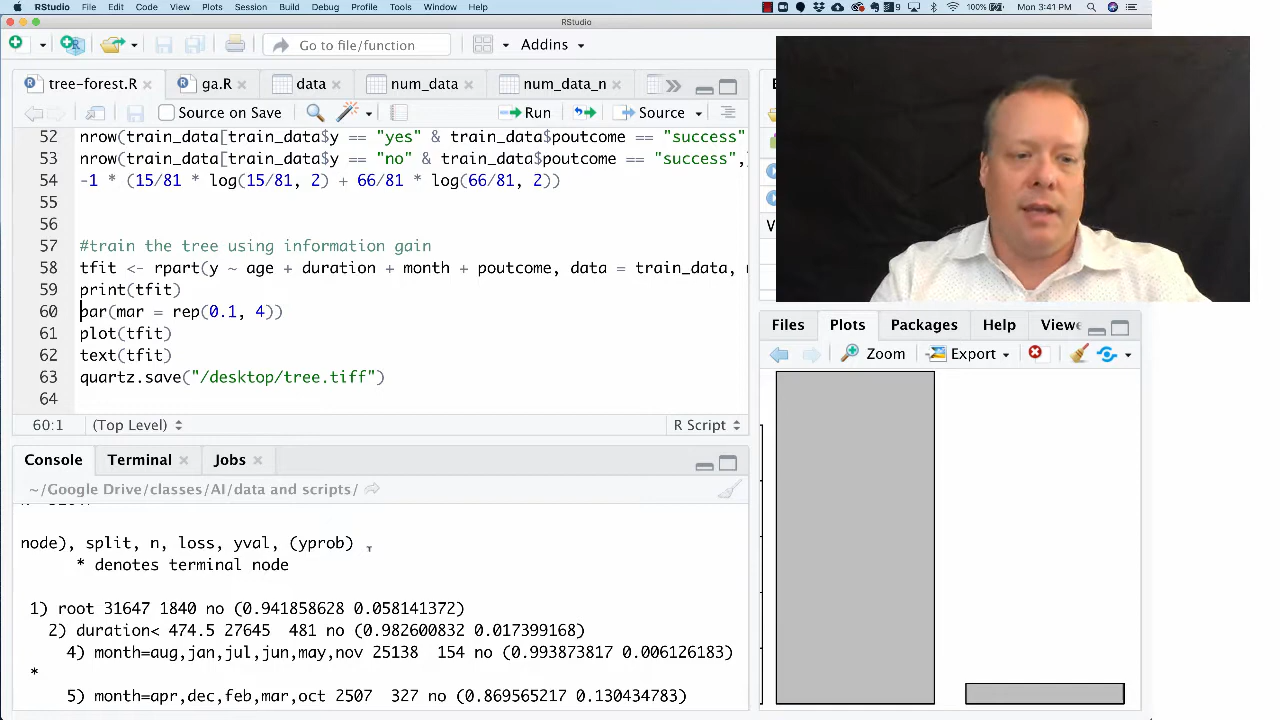 RStudio File Edit Code View Plots Session Build Debug Profile Tools Window Help 100% Mon 3:41 PM
RStudio
Go to file/function Addins
tree-forest.R ga.R data num_data num_data_n
Source on Save Run Source
52 nrow(train_data[train_data$y == "yes" & train_data$poutcome == "success"
53 nrow(train_data[train_data$y == "no" & train_data$poutcome == "success",
54 -1 * (15/81 * log(15/81, 2) + 66/81 * log(66/81, 2))
55
56
57 #train the tree using information gain
58 tfit <- rpart(y ~ age + duration + month + poutcome, data = train_data,
59 print(tfit)
60 par(mar = rep(0.1, 4))
61 plot(tfit)
62 text(tfit)
63 quartz.save("/desktop/tree.tiff")
64
60:1 (Top Level) R Script
Console Terminal Jobs
~/Google Drive/classes/AI/data and scripts/
node), split, n, loss, yval, (yprob)
* denotes terminal node
1) root 31647 1840 no (0.941858628 0.058141372)
2) duration< 474.5 27645 481 no (0.982600832 0.017399168)
4) month=aug,jan,jul,jun,may,nov 25138 154 no (0.993873817 0.006126183)
*
5) month=apr,dec,feb,mar,oct 2507 327 no (0.869565217 0.130434783)
Files Plots Packages Help Viewe
Zoom Export